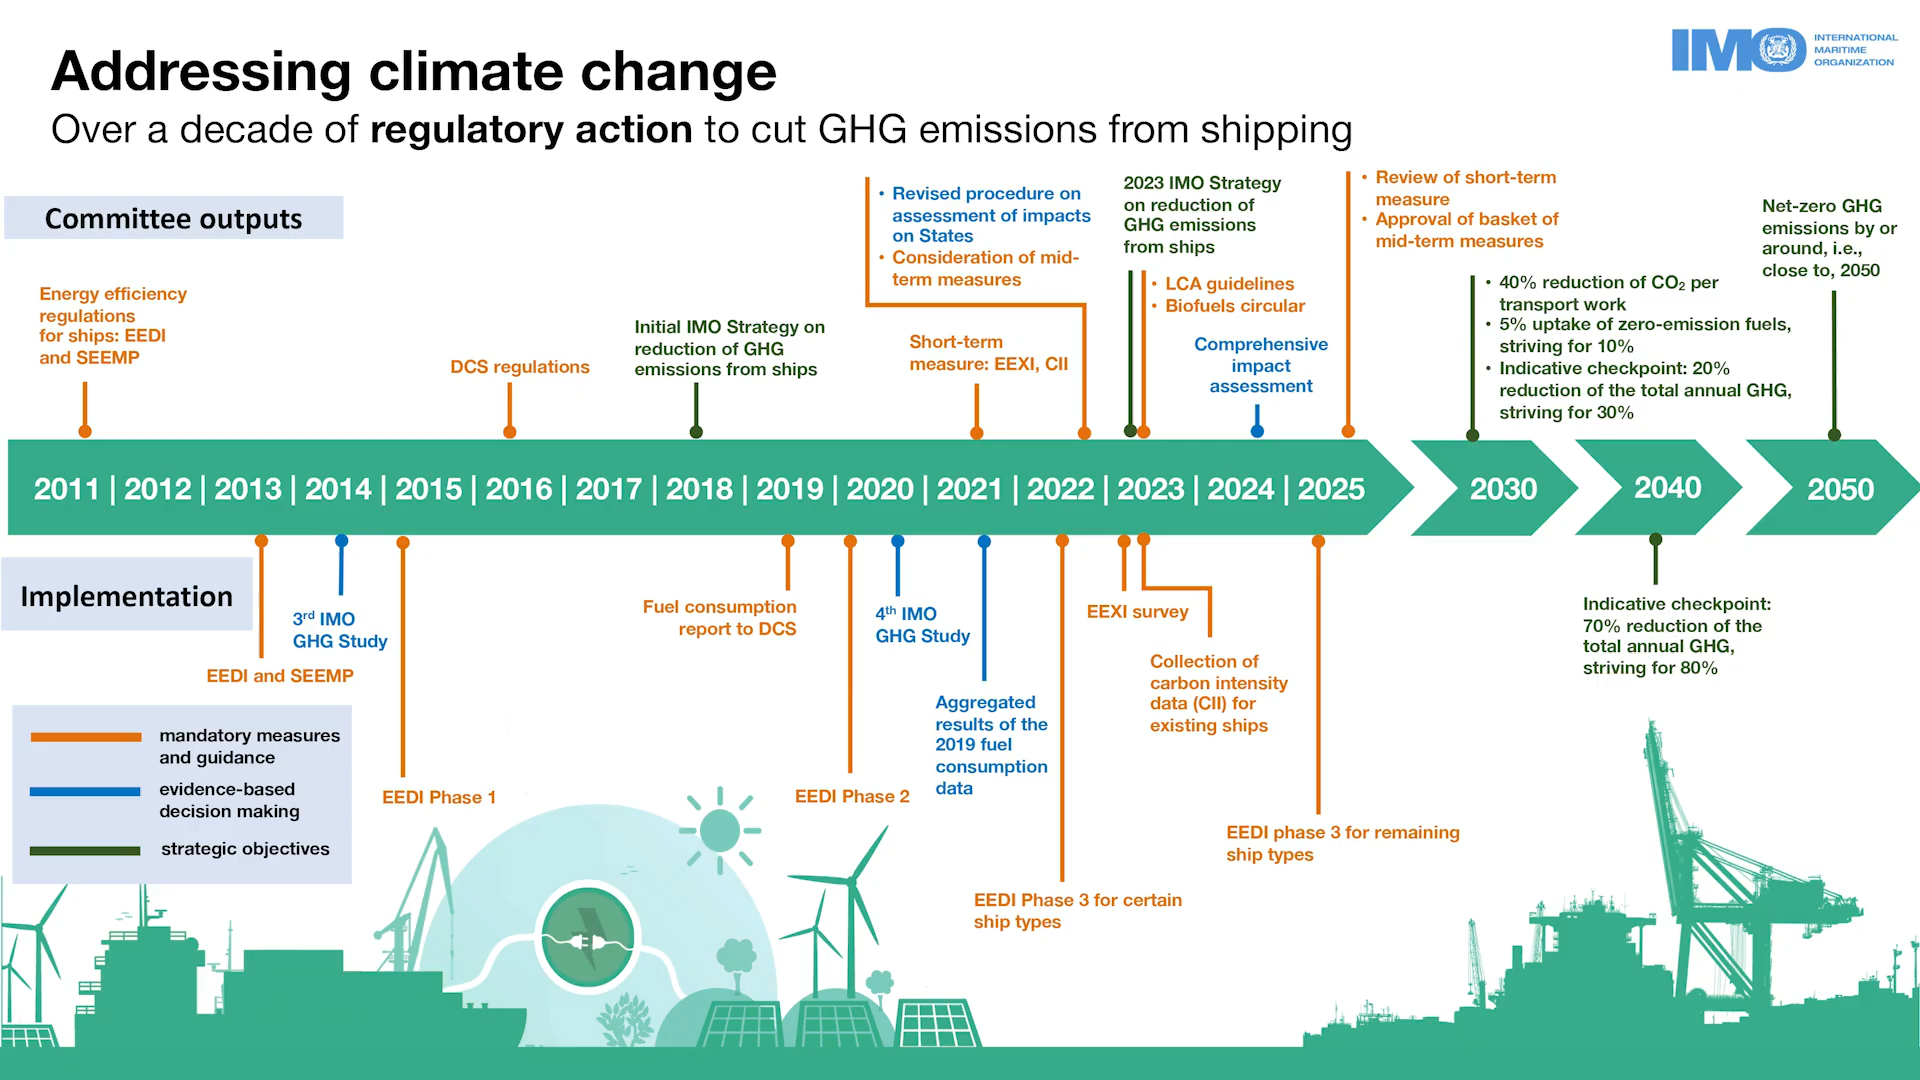 Addressing climate change
Over a decade of regulatory action to cut GHG emissions from shipping
IMO
INTERNATIONAL
MARITIME
ORGANIZATION
Committee outputs
Energy efficiency
regulations
for ships: EEDI
and SEEMP
DCS regulations
Initial IMO Strategy on
reduction of GHG
emissions from ships
• Revised procedure on
assessment of impacts
on States
• Consideration of mid-
term measures
Short-term
measure: EEXI, CII
2023 IMO Strategy
on reduction of
GHG emissions
from ships
• LCA guidelines
• Biofuels circular
Comprehensive
impact
assessment
• Review of short-term
measure
• Approval of basket of
mid-term measures
• 40% reduction of CO₂ per
transport work
• 5% uptake of zero-emission fuels,
striving for 10%
• Indicative checkpoint: 20%
reduction of the total annual GHG,
striving for 30%
Net-zero GHG
emissions by or
around, i.e.,
close to, 2050
2011 | 2012 | 2013 | 2014 | 2015 | 2016 | 2017 | 2018 | 2019 | 2020 | 2021 | 2022 | 2023 | 2024 | 2025
2030
2040
2050
Implementation
EEDI and SEEMP
3rd IMO
GHG Study
EEDI Phase 1
Fuel consumption
report to DCS
EEDI Phase 2
4th IMO
GHG Study
Aggregated
results of the
2019 fuel
consumption
data
EEDI Phase 3 for certain
ship types
EEXI survey
Collection of
carbon intensity
data (CII) for
existing ships
EEDI phase 3 for remaining
ship types
Indicative checkpoint:
70% reduction of the
total annual GHG,
striving for 80%
mandatory measures
and guidance
evidence-based
decision making
strategic objectives